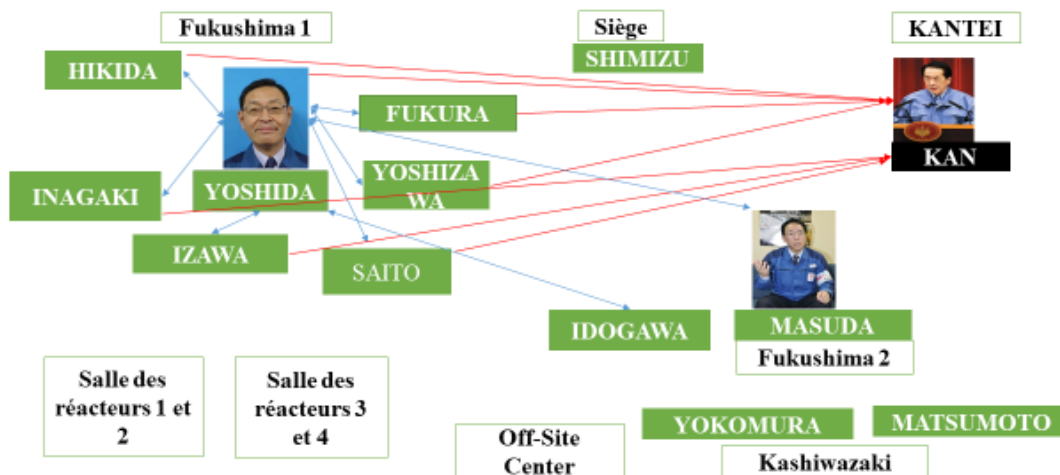 Fukushima 1
Siège
KANTEI
SHIMIZU
HIKIDA
FUKURA
KAN
YOSHIZA
WA
INAGAKI
YOSHIDA
IZAWA
SAITO
IDOGAWA
MASUDA
Fukushima 2
Salle des
réacteurs 1 et
2
Salle des
réacteurs 3
et 4
YOKOMURA
MATSUMOTO
Off-Site
Center
Kashiwazaki